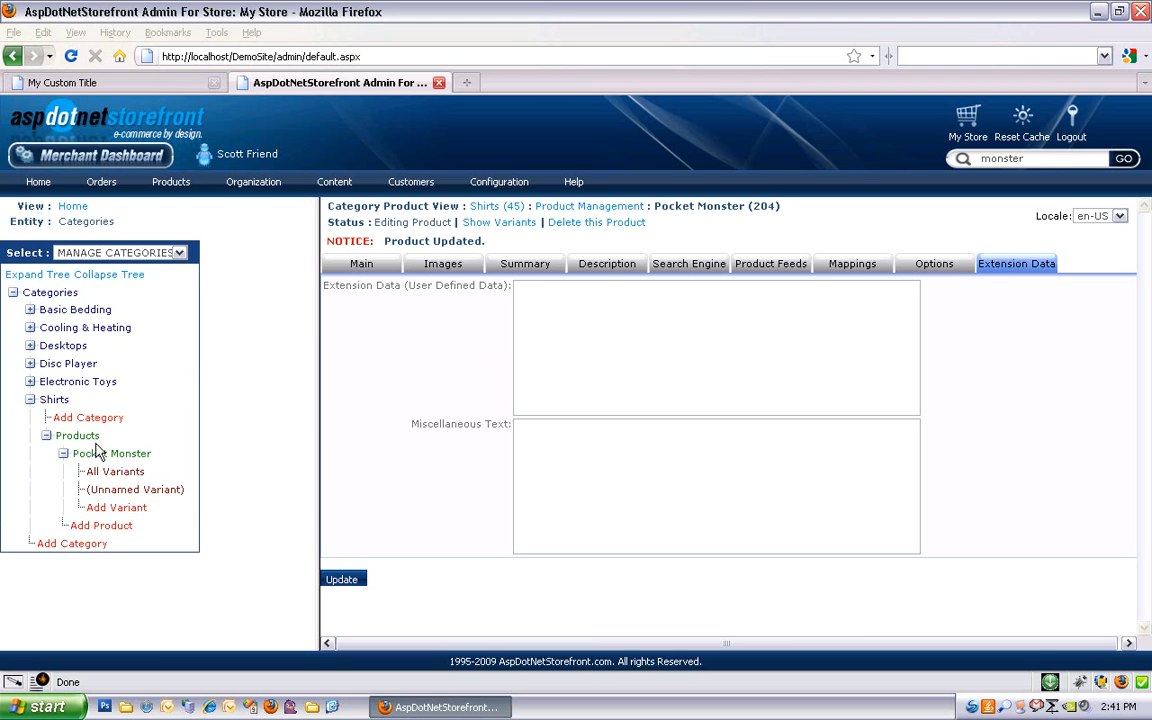 AspDotNetStorefront Admin For Store: My Store - Mozilla Firefox
File Edit View History Bookmarks Tools Help
http://localhost/DemoSite/admin/default.aspx
My Custom Title
AspDotNetStorefront Admin For ...
aspdotnetstorefront
e-commerce by design.
My Store Reset Cache Logout
Merchant Dashboard Scott Friend
monster GO
Home Orders Products Organization Content Customers Configuration Help
View : Home
Entity: Categories
Category Product View : Shirts (45) : Product Management : Pocket Monster (204)
Status : Editing Product | Show Variants | Delete this Product
Locale: en-US
NOTICE: Product Updated.
Select : MANAGE CATEGORIES
Main Images Summary Description Search Engine Product Feeds Mappings Options Extension Data
Expand Tree Collapse Tree
Categories
Basic Bedding
Cooling & Heating
Desktops
Disc Player
Electronic Toys
Shirts
Add Category
Products
Pocket Monster
All Variants
(Unnamed Variant)
Add Variant
Add Product
Add Category
Extension Data (User Defined Data):
Miscellaneous Text:
Update
1995-2009 AspDotNetStorefront.com. All rights Reserved.
Done
start
AspDotNetStorefront...
2:41 PM